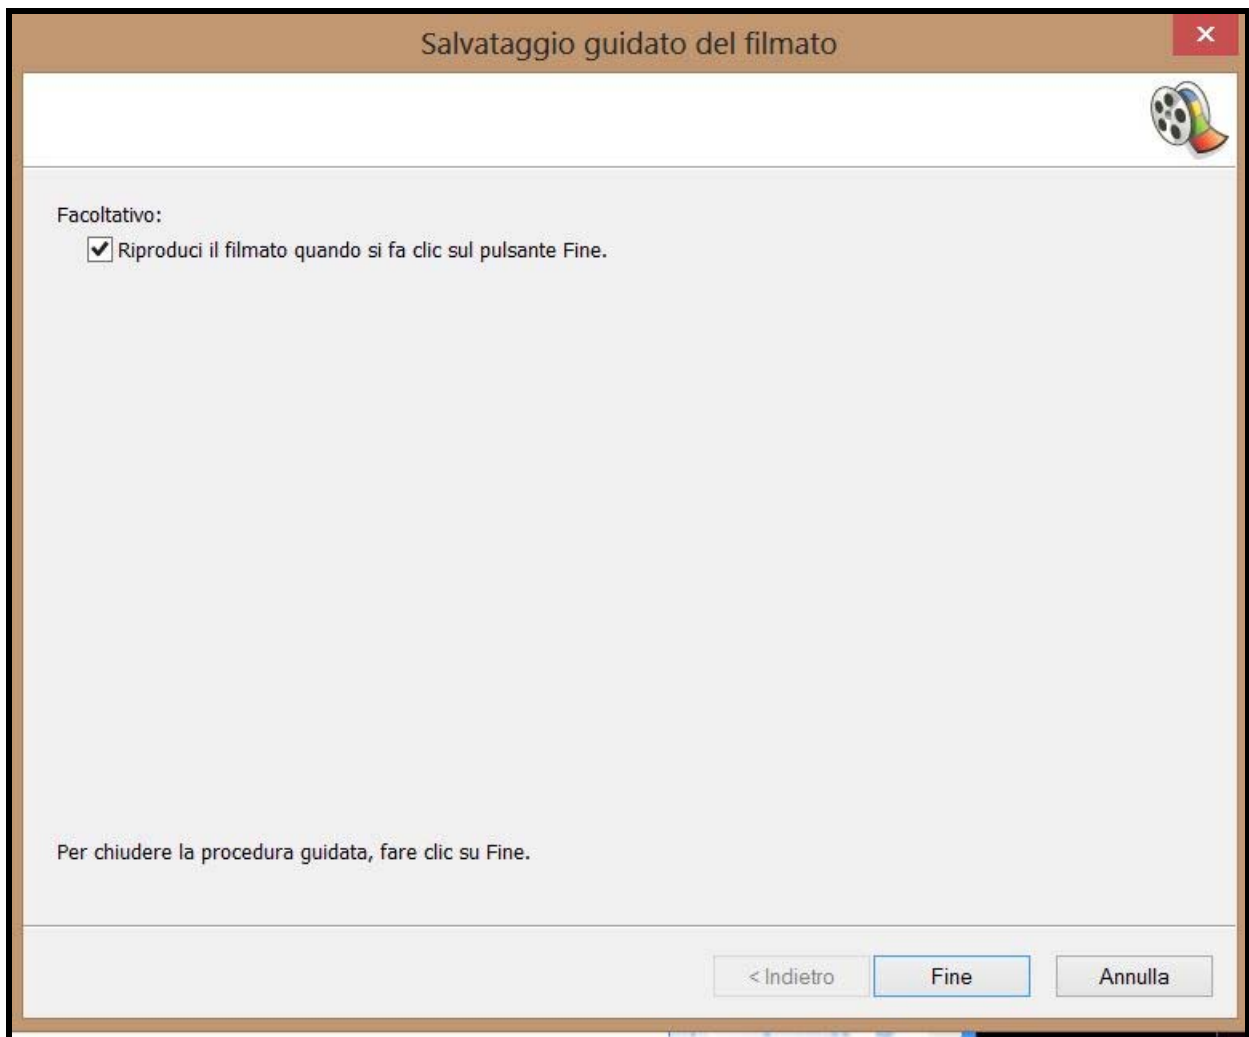 Salvataggio guidato del filmato
Facoltativo:
Riproduci il filmato quando si fa clic sul pulsante Fine.
Per chiudere la procedura guidata, fare clic su Fine.
< Indietro
Fine
Annulla